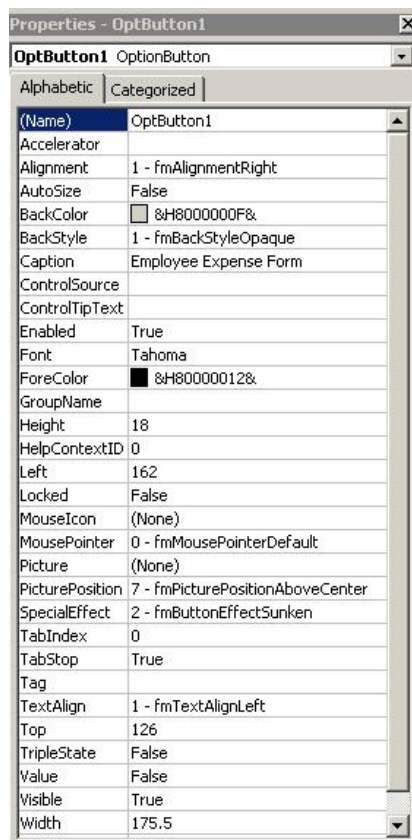 Properties - OptButton1
OptButton1 OptionButton
Alphabetic Categorized
(Name) OptButton1
Accelerator
Alignment 1 - fmAlignmentRight
AutoSize False
BackColor &H8000000F&
BackStyle 1 - fmBackStyleOpaque
Caption Employee Expense Form
ControlSource
ControlTipText
Enabled True
Font Tahoma
ForeColor &H80000012&
GroupName
Height 18
HelpContextID 0
Left 162
Locked False
MouseIcon (None)
MousePointer 0 - fmMousePointerDefault
Picture (None)
PicturePosition 7 - fmPicturePositionAboveCenter
SpecialEffect 2 - fmButtonEffectSunken
TabIndex 0
TabStop True
Tag
TextAlign 1 - fmTextAlignLeft
Top 126
TripleState False
Value False
Visible True
Width 175.5